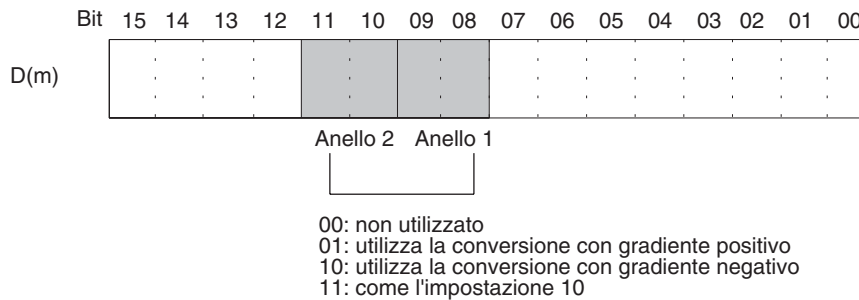 Bit 15 14 13 12 11 10 09 08 07 06 05 04 03 02 01 00
D(m)
Anello 2 Anello 1
00: non utilizzato
01: utilizza la conversione con gradiente positivo
10: utilizza la conversione con gradiente negativo
11: come l'impostazione 10